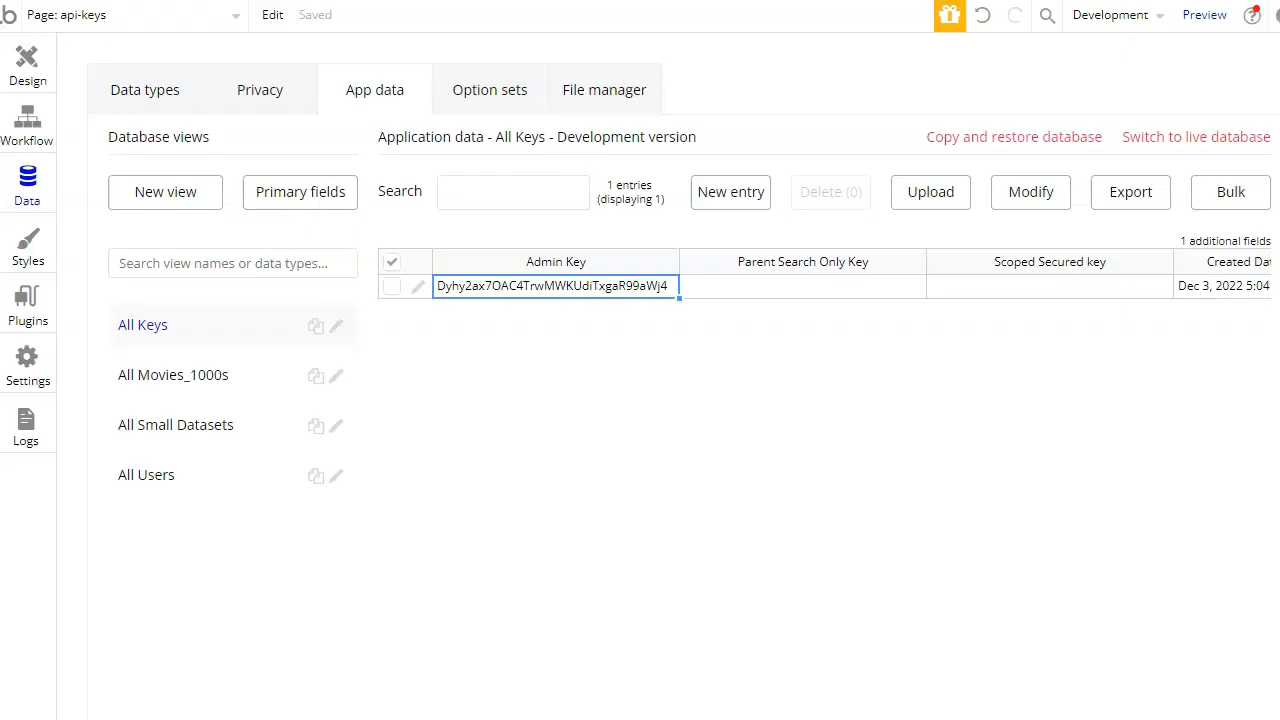 Page: api-keys
Edit
Saved
Development
Preview
Design
Workflow
Data
Styles
Plugins
Settings
Logs
Data types
Privacy
App data
Option sets
File manager
Database views
Application data - All Keys - Development version
Copy and restore database
Switch to live database
New view
Primary fields
Search
1 entries
(displaying 1)
New entry
Delete (0)
Upload
Modify
Export
Bulk
1 additional fields
Search view names or data types...
Admin Key
Parent Search Only Key
Scoped Secured key
Created Dat
Dyhy2ax7OAC4TrwMWKUdiTxgaR99aWj4
Dec 3, 2022 5:04
All Keys
All Movies_1000s
All Small Datasets
All Users